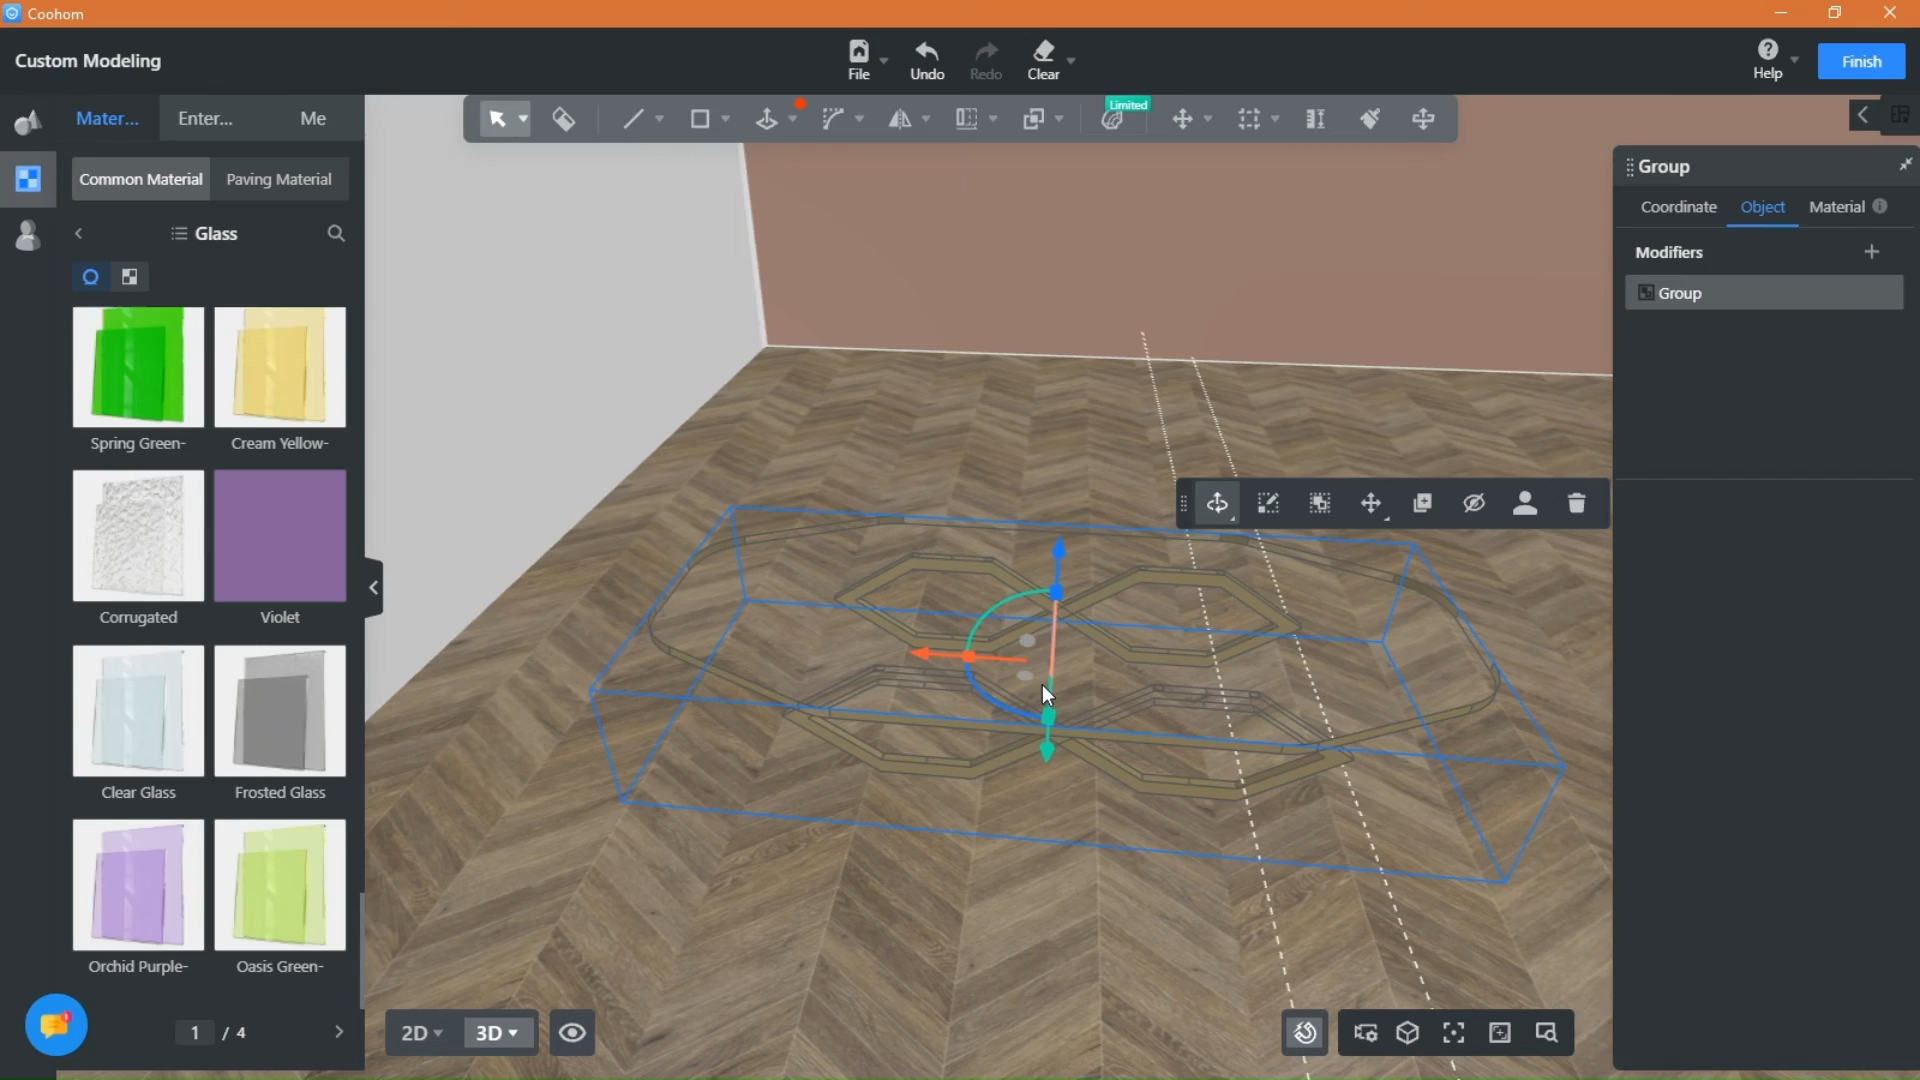 Coohom
Custom Modeling
File
Undo
Redo
Clear
Help
Finish
Mater...
Enter...
Me
Limited
Common Material
Paving Material
Group
Coordinate
Object
Material
Glass
Modifiers
Group
Spring Green-
Cream Yellow-
Corrugated
Violet
Clear Glass
Frosted Glass
Orchid Purple-
Oasis Green-
1 / 4
2D
3D